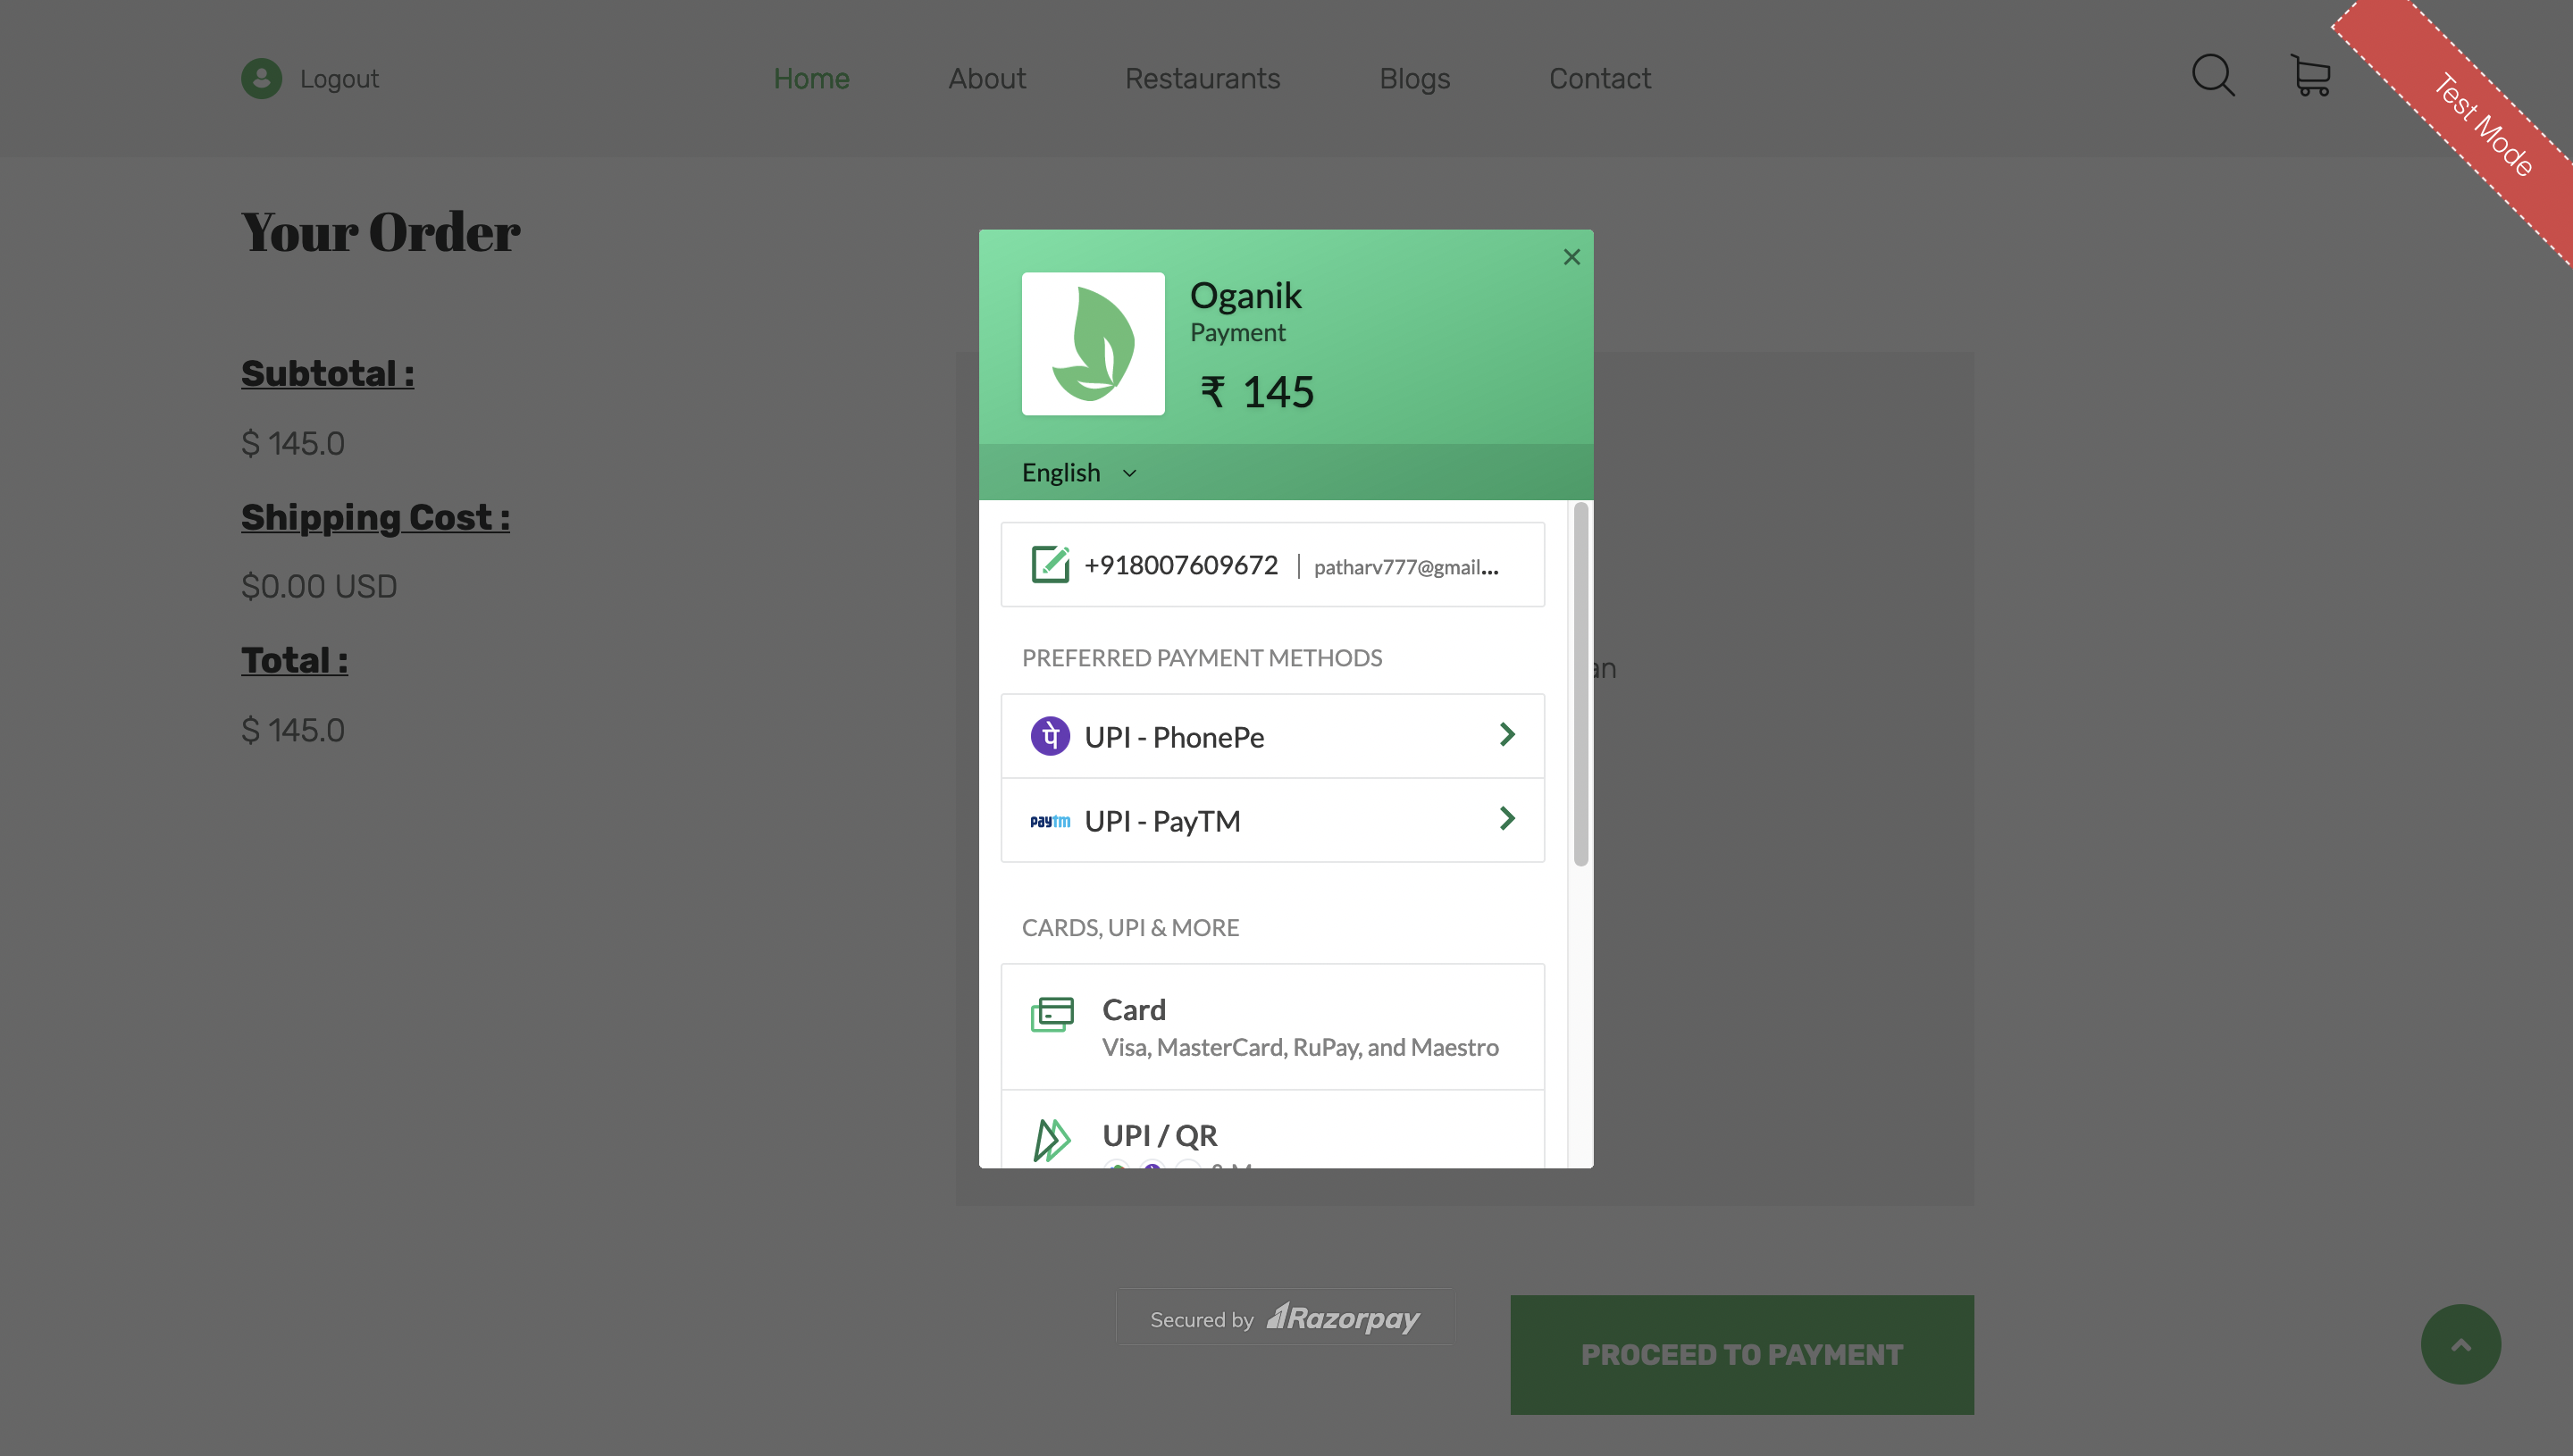 Logout
Home
About
Restaurants
Blogs
Contact
Test Mode
Your Order
Subtotal :
$ 145.0
Shipping Cost :
$0.00 USD
Total :
$ 145.0
Oganik
Payment
₹ 145
English
+918007609672 | patharv777@gmail...
PREFERRED PAYMENT METHODS
पे UPI - PhonePe
paytm UPI - PayTM
CARDS, UPI & MORE
Card
Visa, MasterCard, RuPay, and Maestro
UPI / QR
an
Secured by Razorpay
PROCEED TO PAYMENT